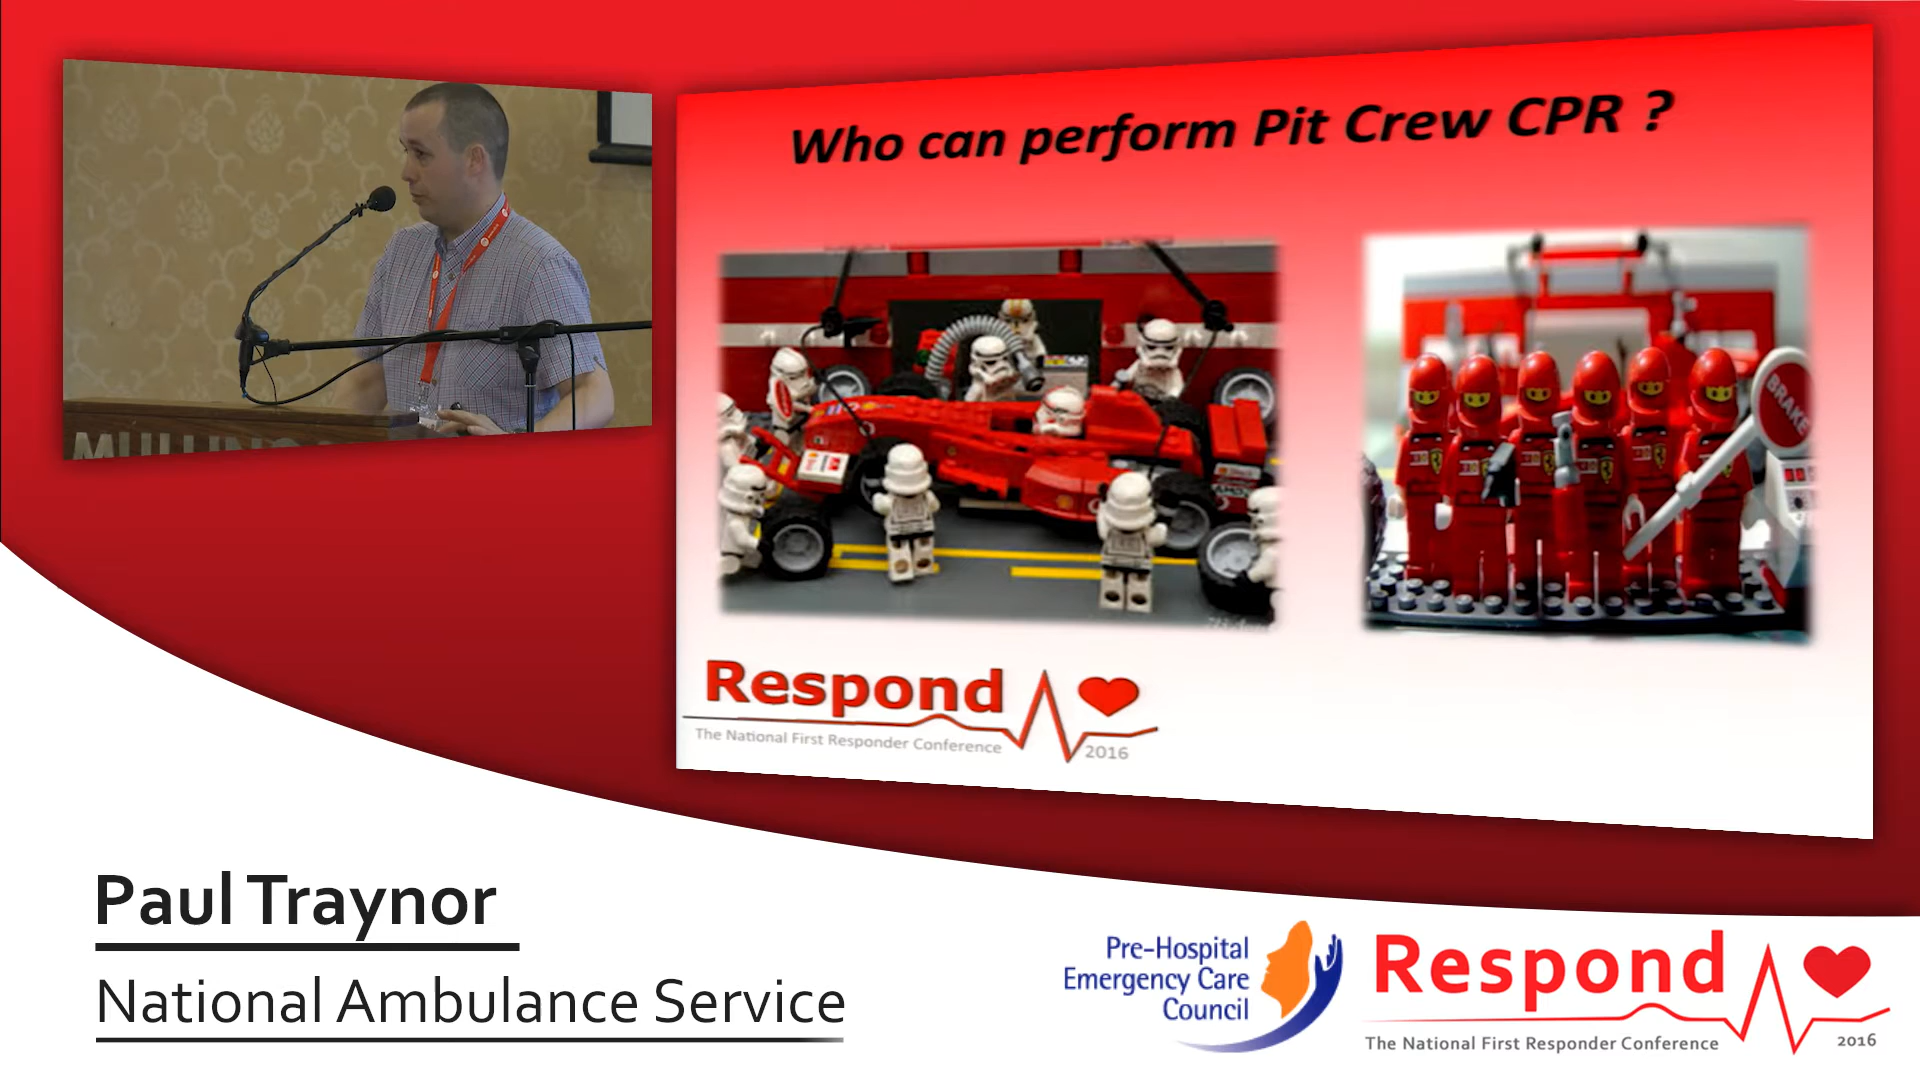 Who can perform Pit Crew CPR ?
BRAKE
Respond
The National First Responder Conference
2016
Paul Traynor
National Ambulance Service
Pre-Hospital
Emergency Care
Council
Respond
The National First Responder Conference
2016